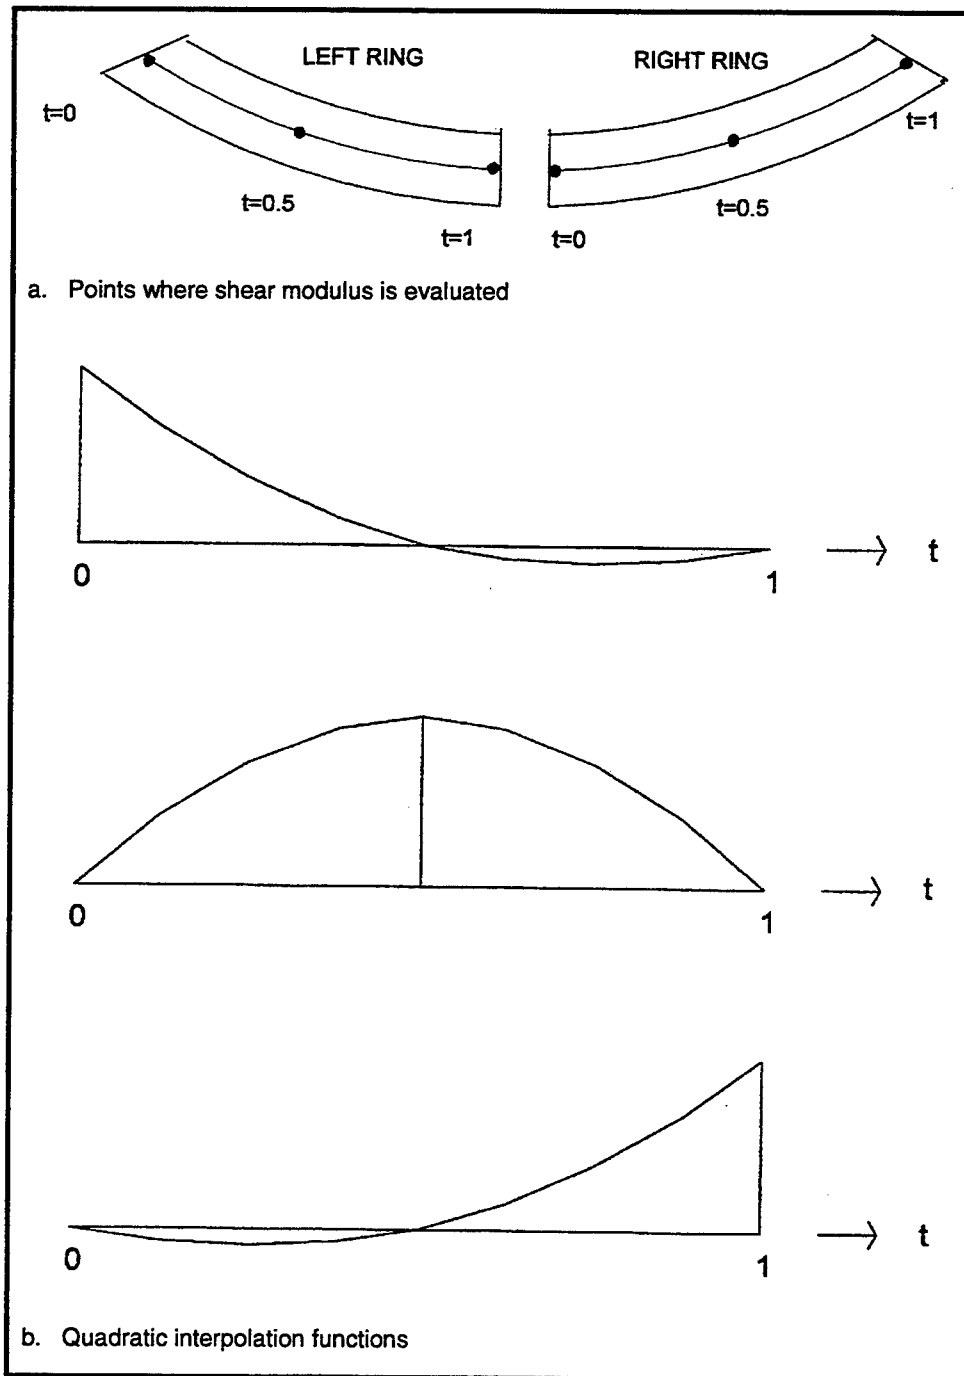 LEFT RING
RIGHT RING
t=0
t=0.5
t=1
t=0
t=0.5
t=1
a. Points where shear modulus is evaluated
0
1
t
0
1
t
0
1
t
b. Quadratic interpolation functions